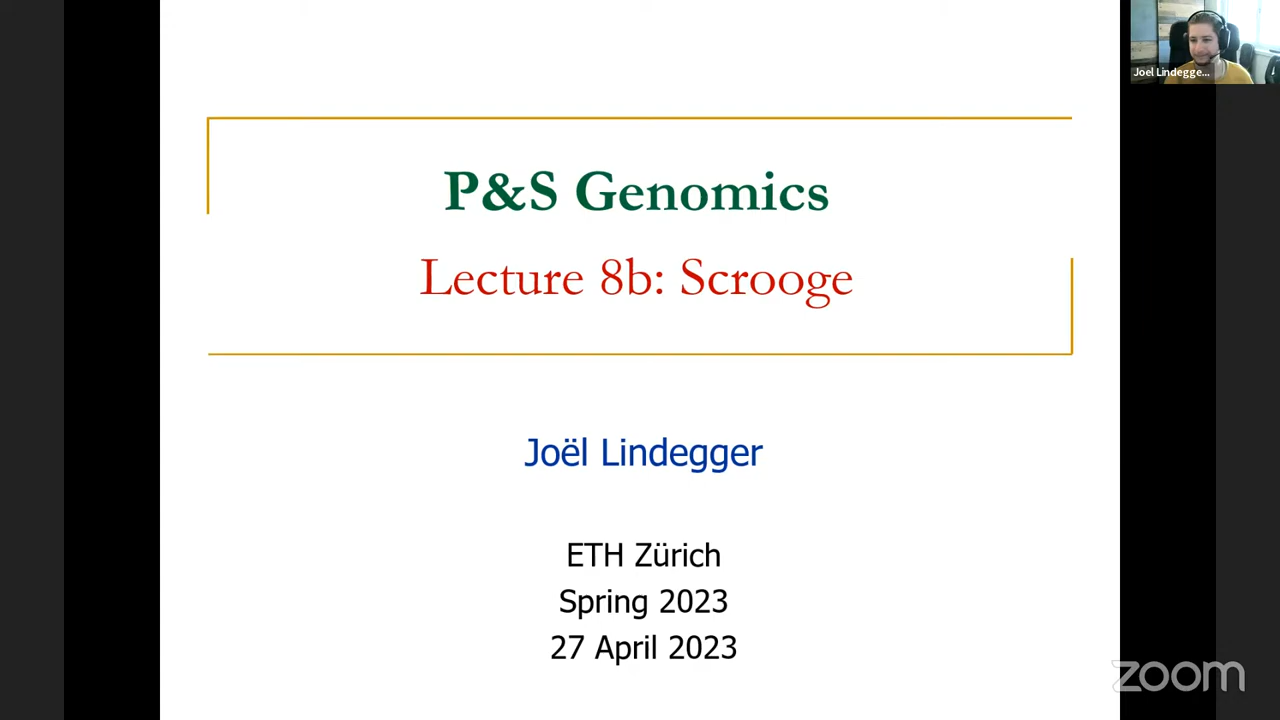 Joel Lindegge...
P&S Genomics
Lecture 8b: Scrooge
Joël Lindegger
ETH Zürich
Spring 2023
27 April 2023
zoom